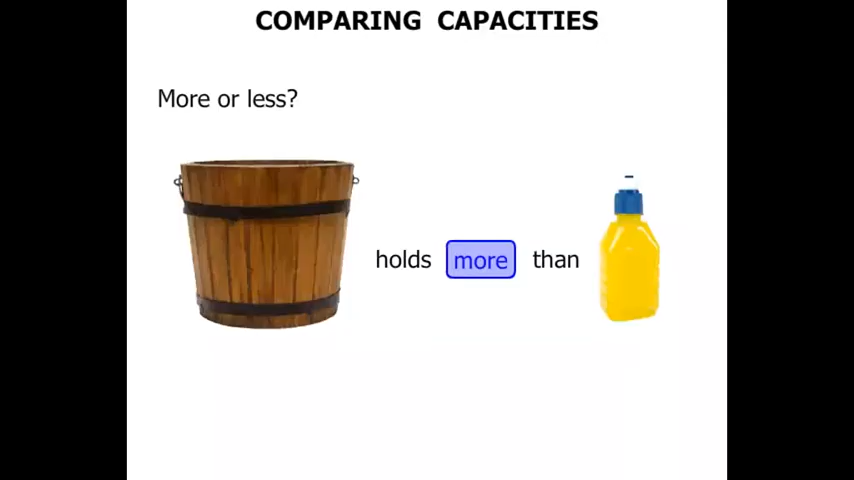 COMPARING CAPACITIES
More or less?
holds more than